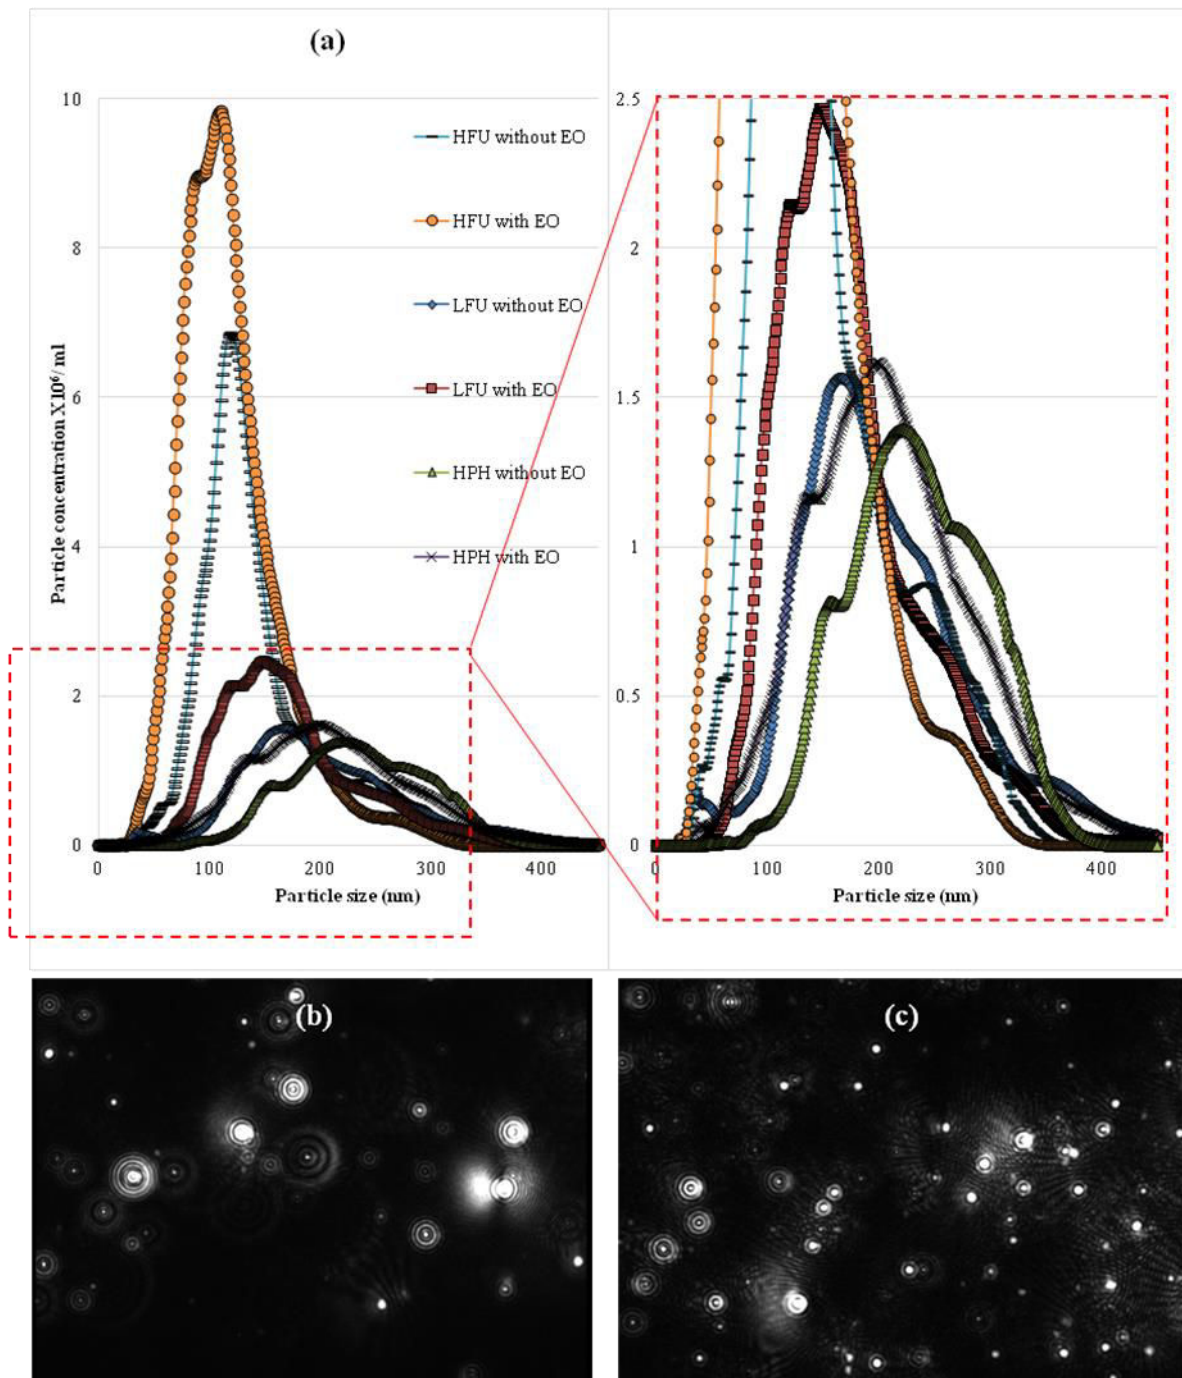 (a)
10
8
6
4
2
0
0 100 200 300 400
Particle concentration X10⁶/ ml
Particle size (nm)
HFU without EO
HFU with EO
LFU without EO
LFU with EO
HPH without EO
HPH with EO
2.5
2
1.5
1
0.5
0
0 100 200 300 400
Particle size (nm)
(b)
(c)